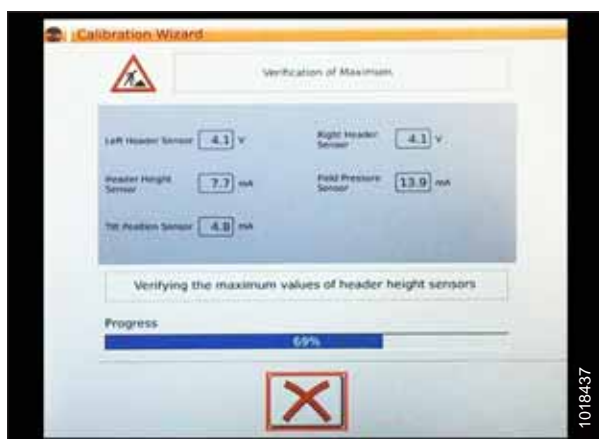 Calibration Wizard
Verification of Maximum
Left Header Sensor 4.1 V
Right Header Sensor 4.1 V
Header Height Sensor 7.7 mA
Field Pressure Sensor 13.9 mA
Tilt Position Sensor 4.8 mA
Verifying the maximum values of header height sensors
Progress
69%
1018437